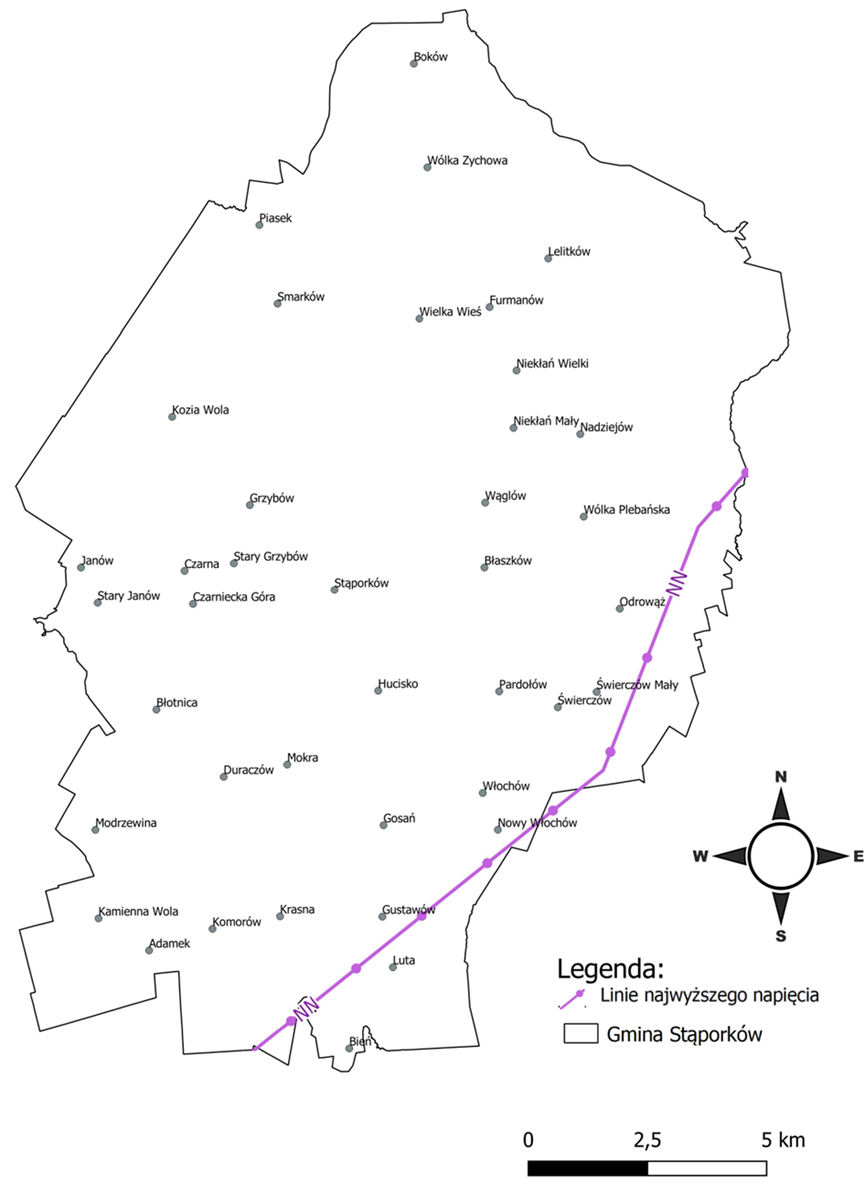 Boków
Wólka Zychowa
Piasek
Lelitków
Smarków
Furmanów
Wielka Wieś
Niekłań Wielki
Kozia Wola
Niekłań Mały
Nadziejów
Grzybów
Wąglów
Wólka Plebańska
Janów
Czarna
Stary Grzybów
Błaszków
NN
Stąporków
Stary Janów
Czarniecka Góra
Odrowąż
Hucisko
Pardołów
Świerczów Mały
Świerczów
Błotnica
Mokra
Duraczów
Włochów
N
Modrzewina
Gosań
Nowy Włochów
W
E
Kamienna Wola
Krasna
Gustawów
Komorów
S
Adamek
Luta
Legenda:
Linie najwyższego napięcia
NN
Gmina Stąporków
Bień
0 2,5 5 km